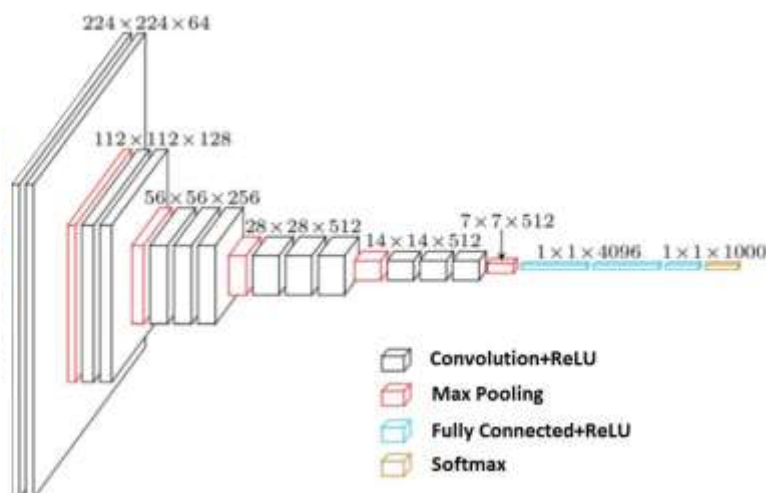 224 × 224 × 64
112 × 112 × 128
56 × 56 × 256
28 × 28 × 512
14 × 14 × 512
7 × 7 × 512
1 × 1 × 4096
1 × 1 × 1000
Convolution+ReLU
Max Pooling
Fully Connected+ReLU
Softmax